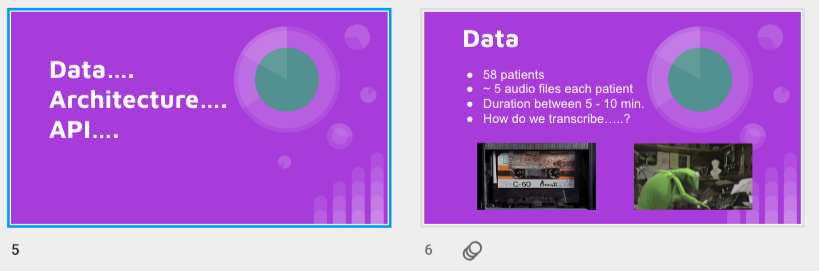 Data....
Architecture....
API....
5
Data
● 58 patients
● ~ 5 audio files each patient
● Duration between 5 - 10 min.
● How do we transcribe…..?
C-60
6